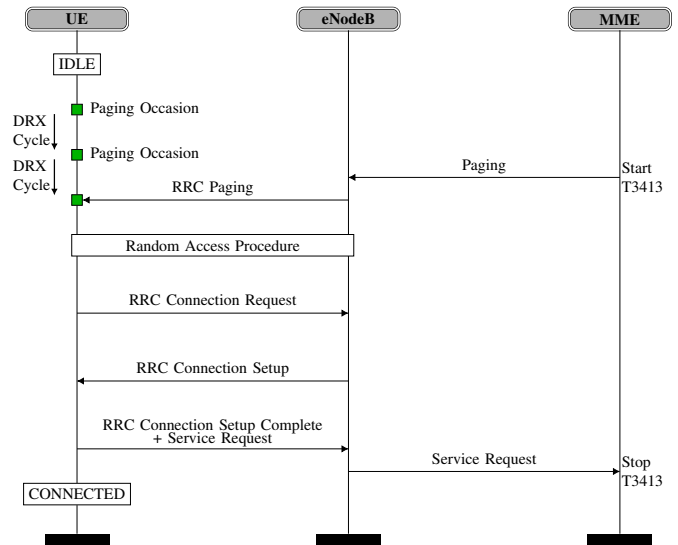 UE
eNodeB
MME
IDLE
Paging Occasion
DRX
Cycle
Paging Occasion
DRX
Cycle
Paging
Start
T3413
RRC Paging
Random Access Procedure
RRC Connection Request
RRC Connection Setup
RRC Connection Setup Complete
+ Service Request
Service Request
Stop
T3413
CONNECTED